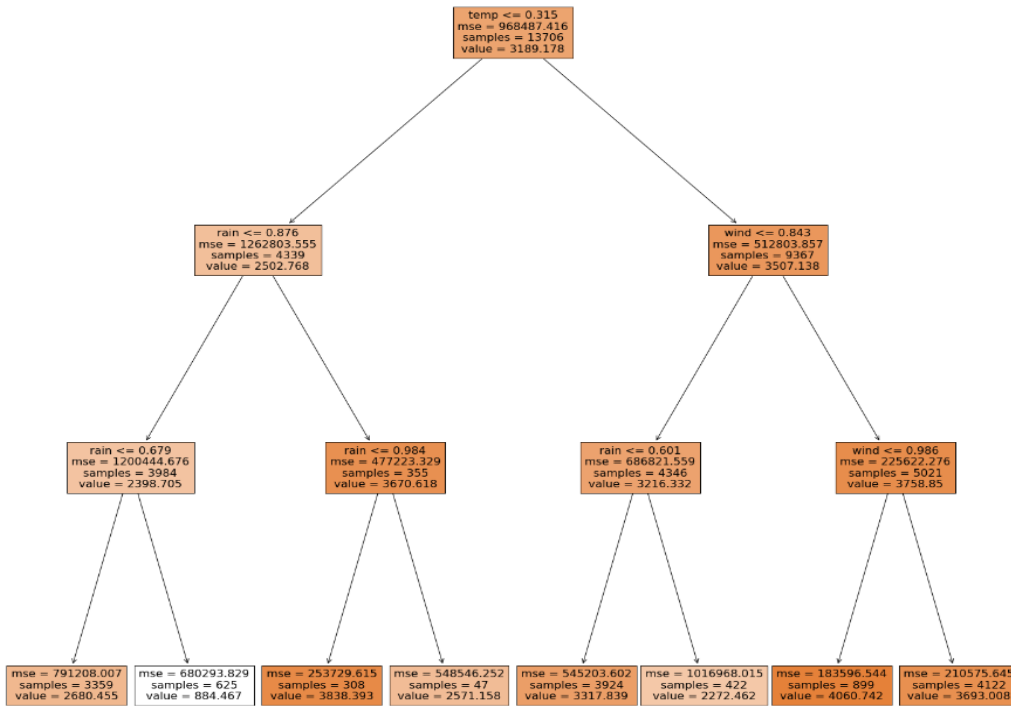 temp <= 0.315
mse = 968487.416
samples = 13706
value = 3189.178
rain <= 0.876
mse = 1262803.555
samples = 4339
value = 2502.768
wind <= 0.843
mse = 512803.857
samples = 9367
value = 3507.138
rain <= 0.679
mse = 1200444.676
samples = 3984
value = 2398.705
rain <= 0.984
mse = 477223.329
samples = 355
value = 3670.618
rain <= 0.601
mse = 686821.559
samples = 4346
value = 3216.332
wind <= 0.986
mse = 225622.276
samples = 5021
value = 3758.85
mse = 791208.007
samples = 3359
value = 2680.455
mse = 680293.829
samples = 625
value = 884.467
mse = 253729.615
samples = 308
value = 3838.393
mse = 548546.252
samples = 47
value = 2571.158
mse = 545203.602
samples = 3924
value = 3317.839
mse = 1016968.015
samples = 422
value = 2272.462
mse = 183596.544
samples = 899
value = 4060.742
mse = 210575.645
samples = 4122
value = 3693.008